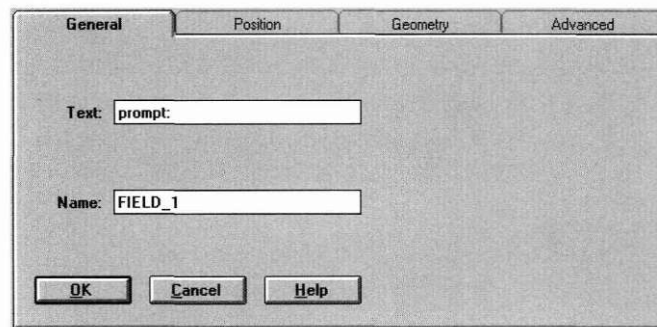 General Position Geometry Advanced
Text: prompt:
Name: FIELD_1
OK Cancel Help